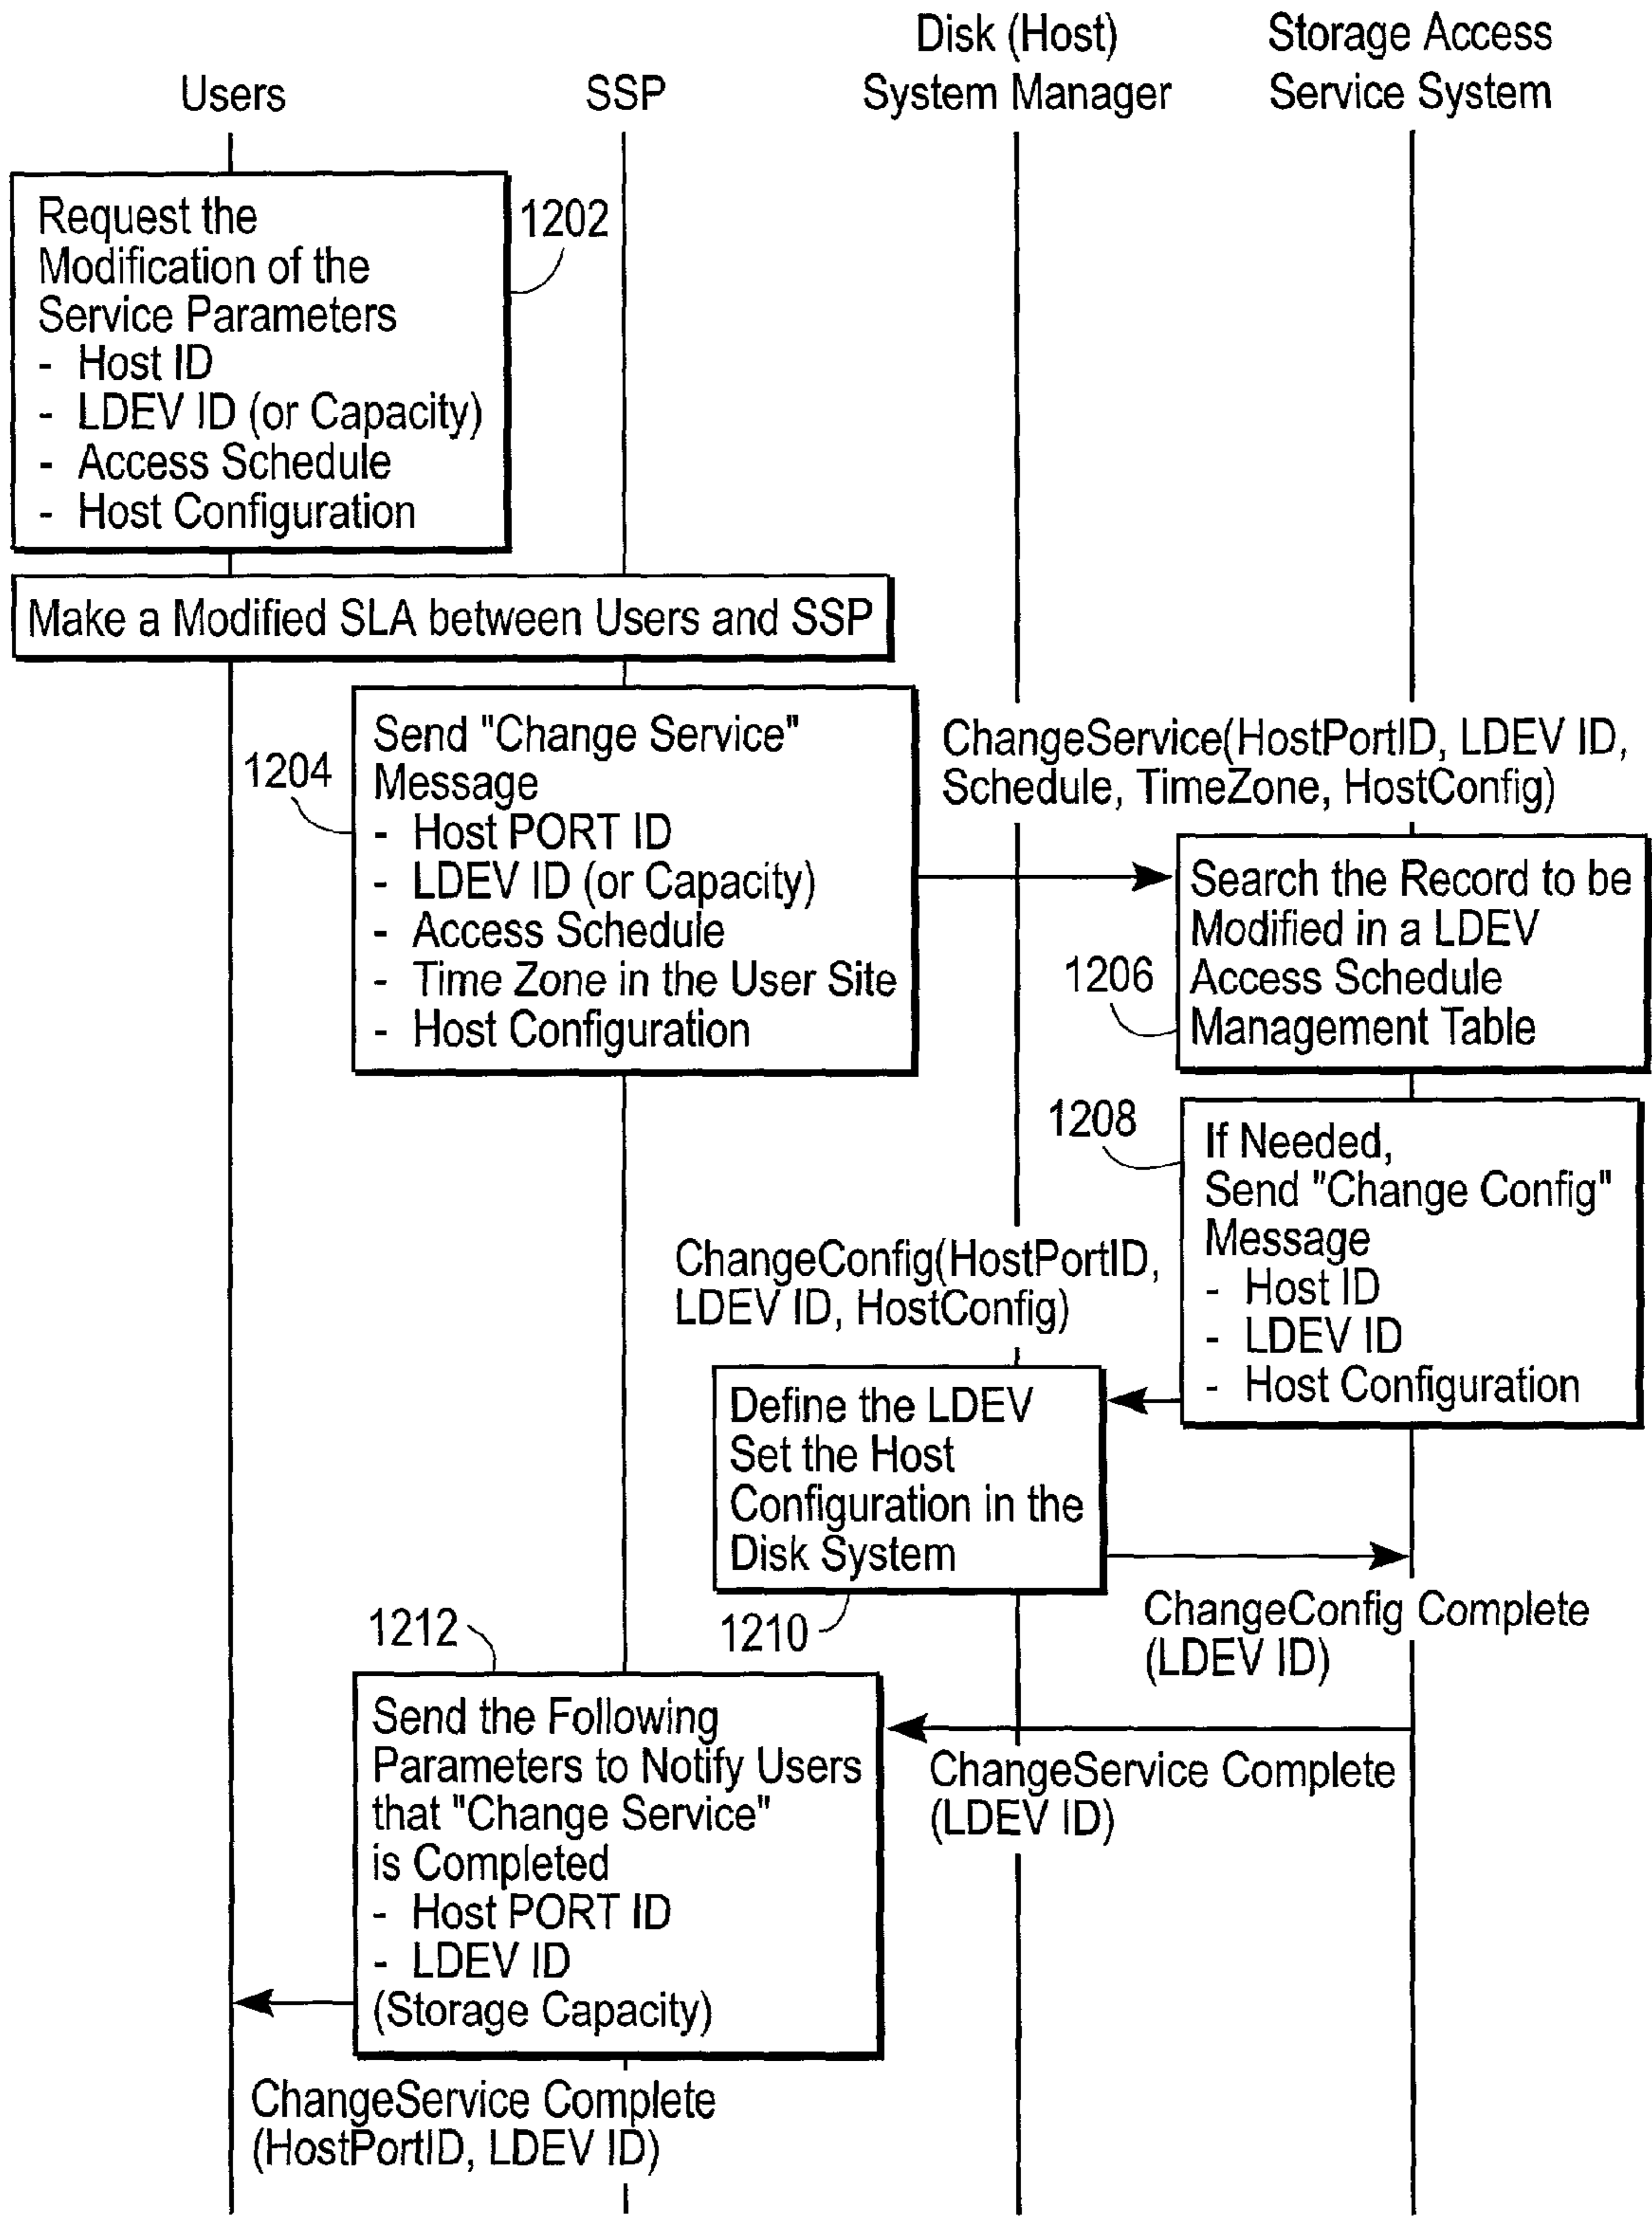 Users
SSP
Disk (Host)
System Manager
Storage Access
Service System
Request the
Modification of the
Service Parameters
- Host ID
- LDEV ID (or Capacity)
- Access Schedule
- Host Configuration
1202
Make a Modified SLA between Users and SSP
1204
Send "Change Service"
Message
- Host PORT ID
- LDEV ID (or Capacity)
- Access Schedule
- Time Zone in the User Site
- Host Configuration
ChangeService(HostPortID, LDEV ID,
Schedule, TimeZone, HostConfig)
Search the Record to be
Modified in a LDEV
Access Schedule
Management Table
1206
1208
If Needed,
Send "Change Config"
Message
- Host ID
- LDEV ID
- Host Configuration
ChangeConfig(HostPortID,
LDEV ID, HostConfig)
Define the LDEV
Set the Host
Configuration in the
Disk System
1210
ChangeConfig Complete
(LDEV ID)
1212
Send the Following
Parameters to Notify Users
that "Change Service"
is Completed
- Host PORT ID
- LDEV ID
(Storage Capacity)
ChangeService Complete
(LDEV ID)
ChangeService Complete
(HostPortID, LDEV ID)